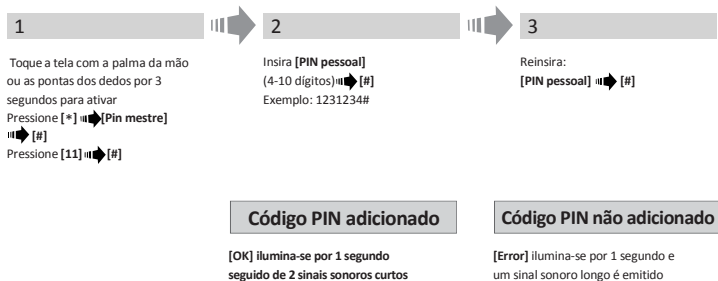 1
Toque a tela com a palma da mão
ou as pontas dos dedos por 3
segundos para ativar
Pressione [*] [Pin mestre]
[#]
Pressione [11] [#]
2
Insira [PIN pessoal]
(4-10 dígitos) [#]
Exemplo: 1231234#
3
Reinsira:
[PIN pessoal] [#]
Código PIN adicionado
[OK] ilumina-se por 1 segundo
seguido de 2 sinais sonoros curtos
Código PIN não adicionado
[Error] ilumina-se por 1 segundo e
um sinal sonoro longo é emitido